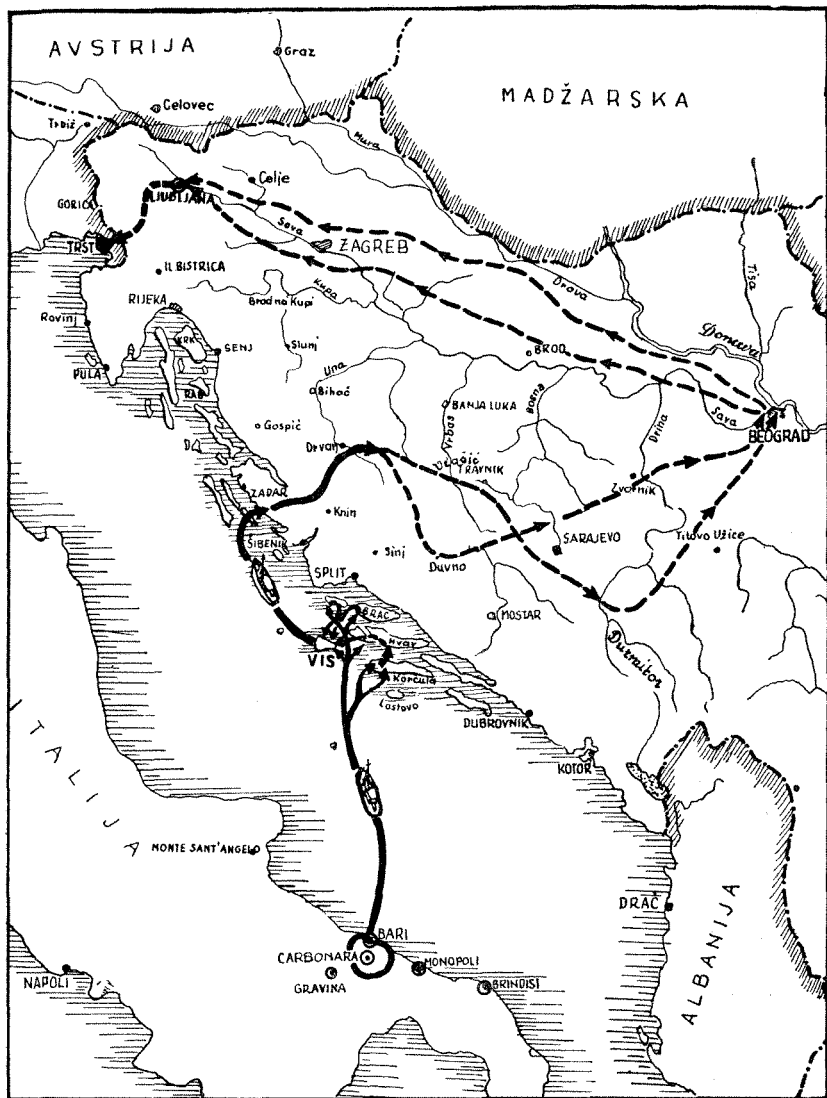 AVSTRIJA
Graz
MADŽARSKA
Celovec
Trbiž
Mura
Celje
LJUBLJANA
GORICA
Sava
ZAGREB
TRST
IL BISTRICA
Kupa
Drava
Tisa
RIJEKA
Brod na Kupi
Rovinj
Donava
KRK
SENJ
Slunj
BROD
PULA
Una
RAB
Bihać
BANJA LUKA
Bosna
Sava
Vrbas
Drina
BEOGRAD
Gospić
Drvar
Vlašić
TRAVNIK
ZADAR
Zvornik
Knin
ŠIBENIK
Sinj
Duvno
SARAJEVO
Titovo Užice
SPLIT
BRAČ
MOSTAR
Hvar
VIS
Korčula
Lastovo
DUBROVNIK
KOTOR
ITALIJA
MONTE SANT'ANGELO
DRAČ
BARI
CARBONARA
MONOPOLI
GRAVINA
BRINDISI
NAPOLI
ALBANIJA